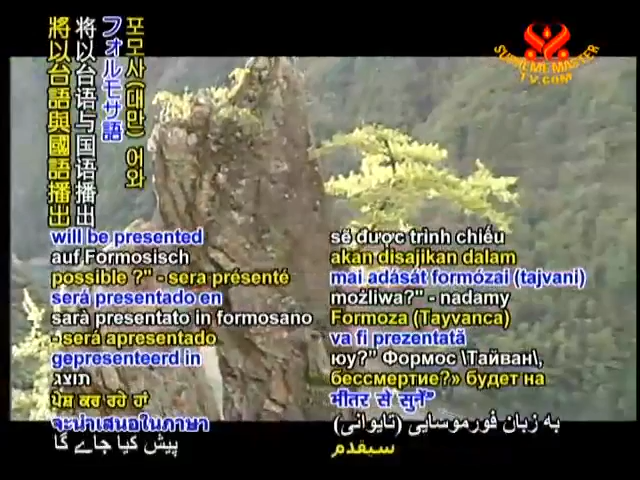 將以台語與國語播出
将以台语与国语播出
フォルモサ語
포모사(대만) 어와
SUPREME MASTER
TV.COM
will be presented
auf Formosisch
possible ?" - sera présenté
será presentado en
sarà presentato in formosano
- será apresentado
gepresenteerd in
תוצג
ਪੇਸ਼ ਕਰ ਰਹੇ ਹਾਂ
จะนำเสนอในภาษา
پیش کیا جاے گا
sẽ được trình chiếu
akan disajikan dalam
mai adását formózai (tajvani)
możliwa?" - nadamy
Formoza (Tayvanca)
va fi prezentată
юу?" Формос \Тайван\,
бессмертие?» будет на
भीतर से सुनें"
به زبان فورموسایی (تایوانی)
سيقدم